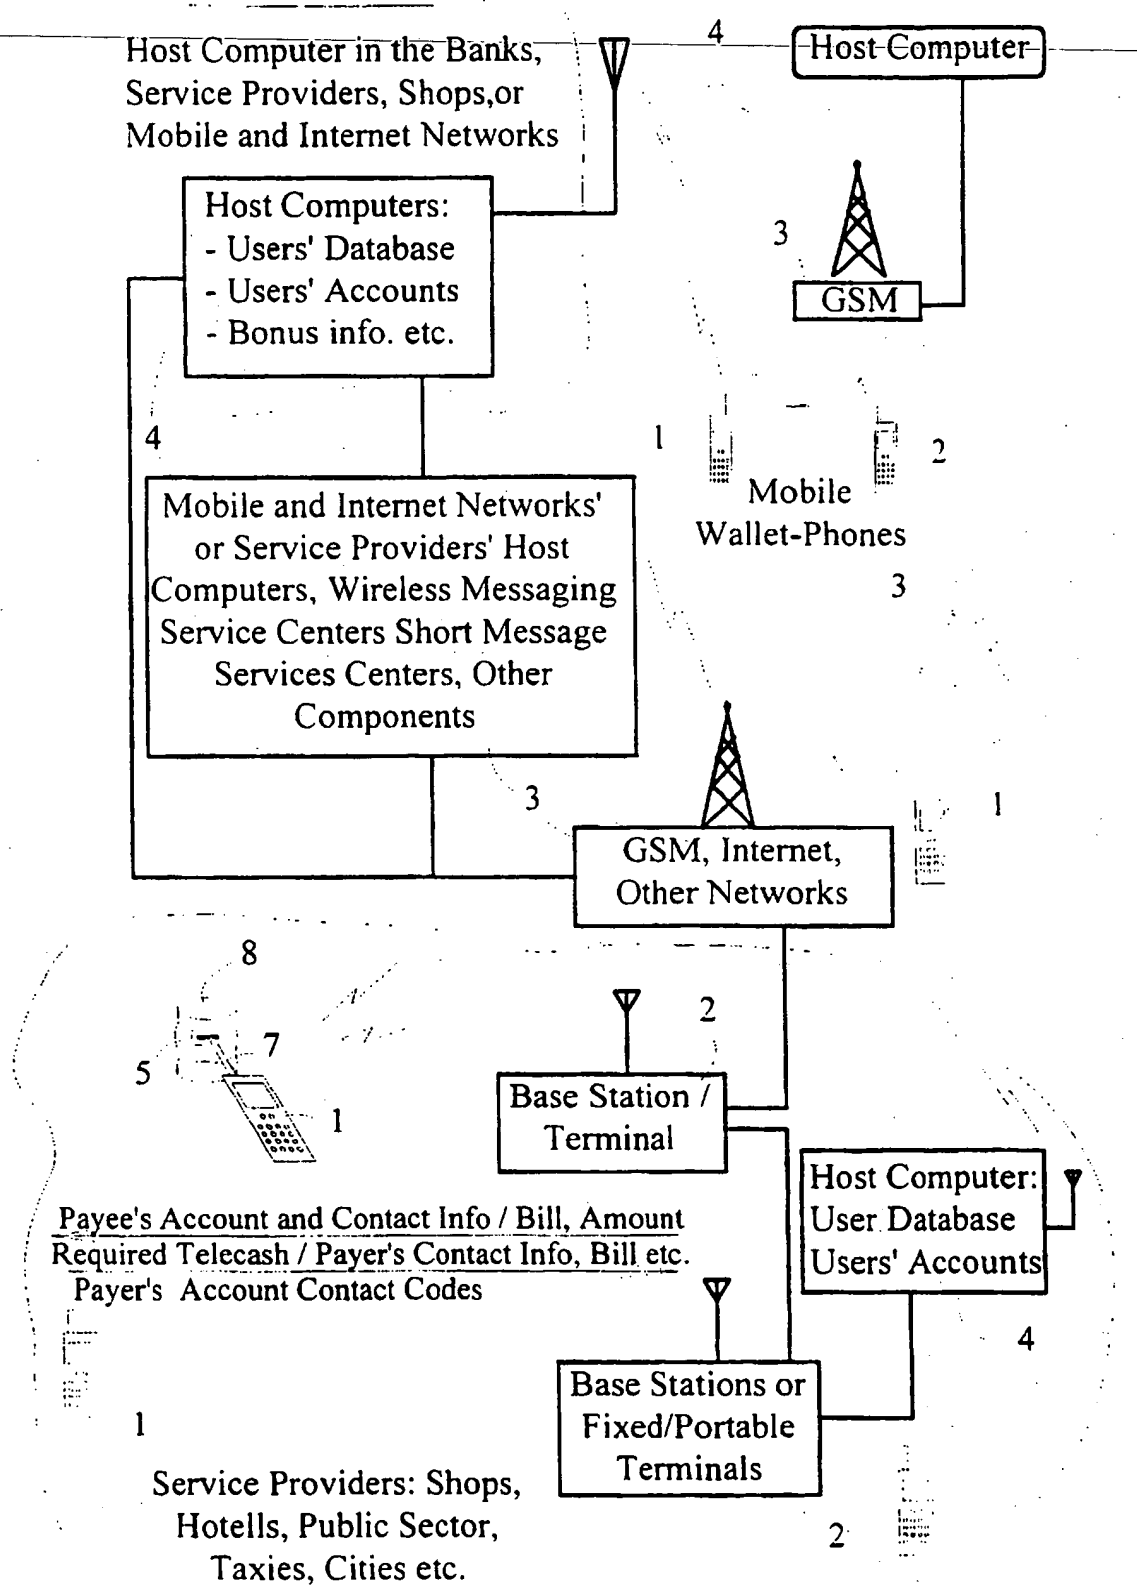 4
Host Computer
Host Computer in the Banks,
Service Providers, Shops,or
Mobile and Internet Networks
Host Computers:
- Users' Database
- Users' Accounts
- Bonus info. etc.
3
GSM
4
1
2
Mobile
Wallet-Phones
Mobile and Internet Networks'
or Service Providers' Host
Computers, Wireless Messaging
Service Centers Short Message
Services Centers, Other
Components
3
3
1
GSM, Internet,
Other Networks
8
7
5
1
2
Base Station /
Terminal
Host Computer:
User Database
Users' Accounts
Payee's Account and Contact Info / Bill, Amount
Required Telecash / Payer's Contact Info, Bill etc.
Payer's Account Contact Codes
4
Base Stations or
Fixed/Portable
Terminals
1
Service Providers: Shops,
Hotells, Public Sector,
Taxies, Cities etc.
2